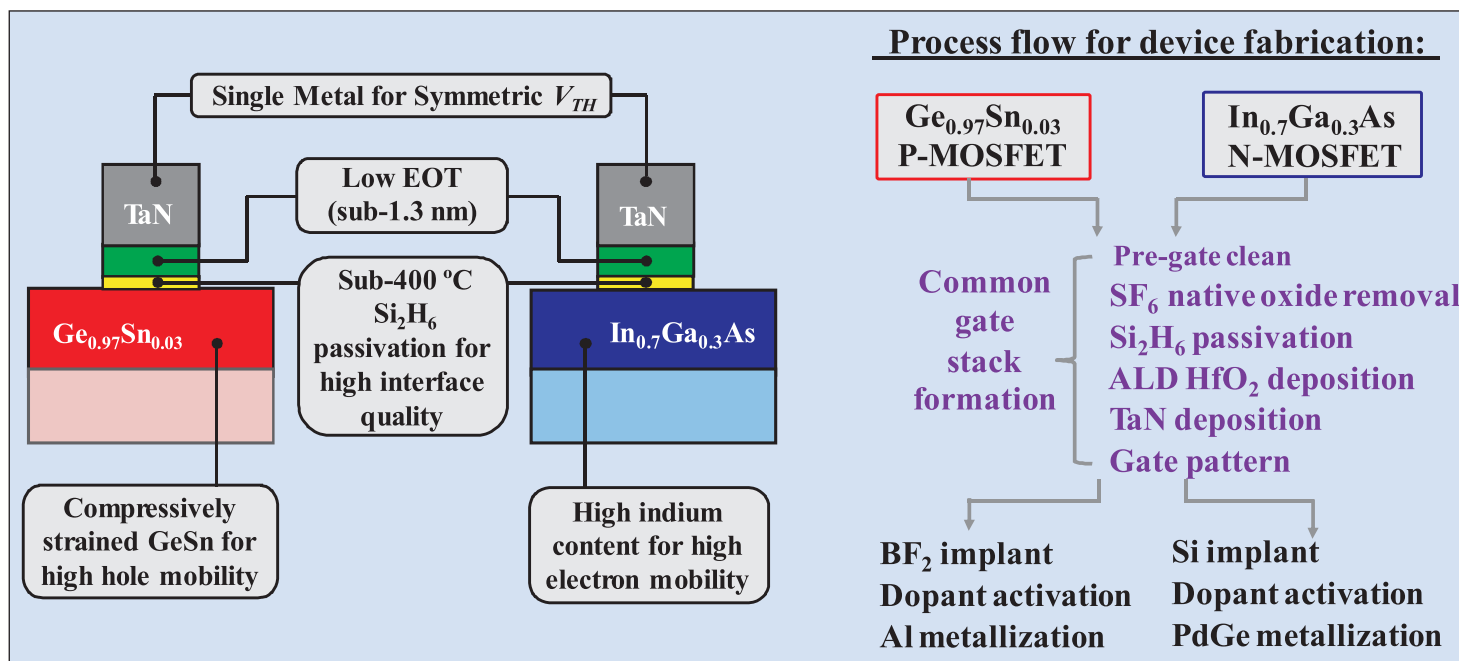 Single Metal for Symmetric V_TH
TaN
Low EOT
(sub-1.3 nm)
TaN
Sub-400 ºC
Si₂H₆
passivation for
high interface
quality
Ge₀.₉₇Sn₀.₀₃
In₀.₇Ga₀.₃As
Compressively
strained GeSn for
high hole mobility
High indium
content for high
electron mobility
Process flow for device fabrication:
Ge₀.₉₇Sn₀.₀₃
P-MOSFET
In₀.₇Ga₀.₃As
N-MOSFET
Common
gate
stack
formation
Pre-gate clean
SF₆ native oxide removal
Si₂H₆ passivation
ALD HfO₂ deposition
TaN deposition
Gate pattern
BF₂ implant
Dopant activation
Al metallization
Si implant
Dopant activation
PdGe metallization